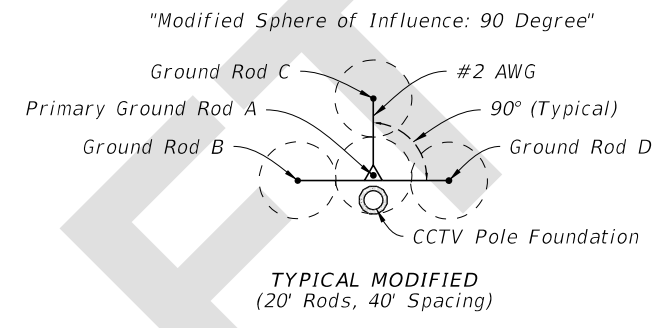 "Modified Sphere of Influence: 90 Degree"
Ground Rod C
#2 AWG
Primary Ground Rod A
90° (Typical)
Ground Rod B
Ground Rod D
CCTV Pole Foundation
TYPICAL MODIFIED
(20' Rods, 40' Spacing)